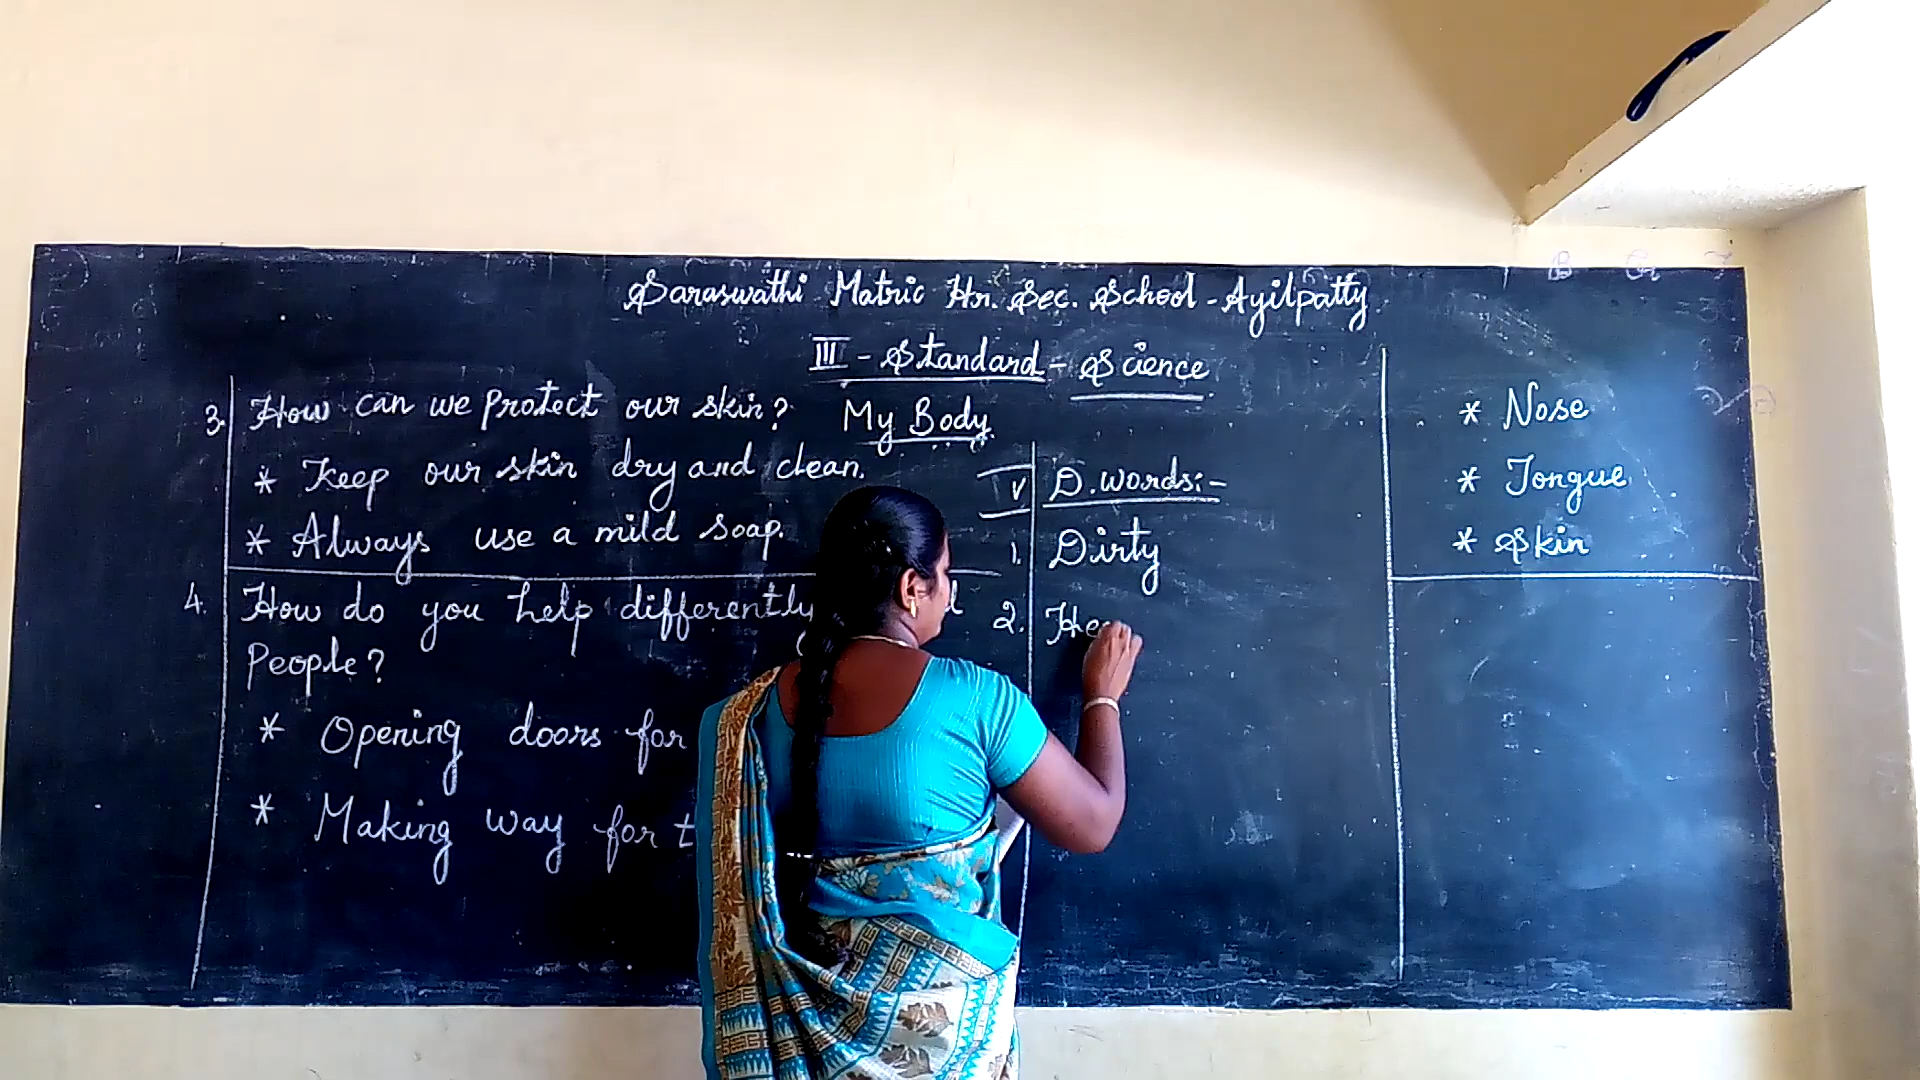 Saraswathi Matric Hr. Sec. School - Ayilpatty
III - Standard - Science
My Body
3. How can we protect our skin?
* Keep our skin dry and clean.
* Always use a mild soap.
4. How do you help differently
People?
* Opening doors for
* Making way for
IV D. words:-
1. Dirty
2. He
* Nose
* Tongue
* Skin